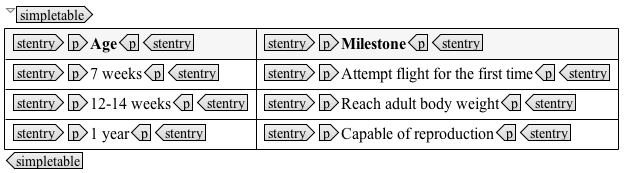 simpletable
stentry p Age p stentry stentry p Milestone p stentry
stentry p 7 weeks p stentry stentry p Attempt flight for the first time p stentry
stentry p 12-14 weeks p stentry stentry p Reach adult body weight p stentry
stentry p 1 year p stentry stentry p Capable of reproduction p stentry
simpletable